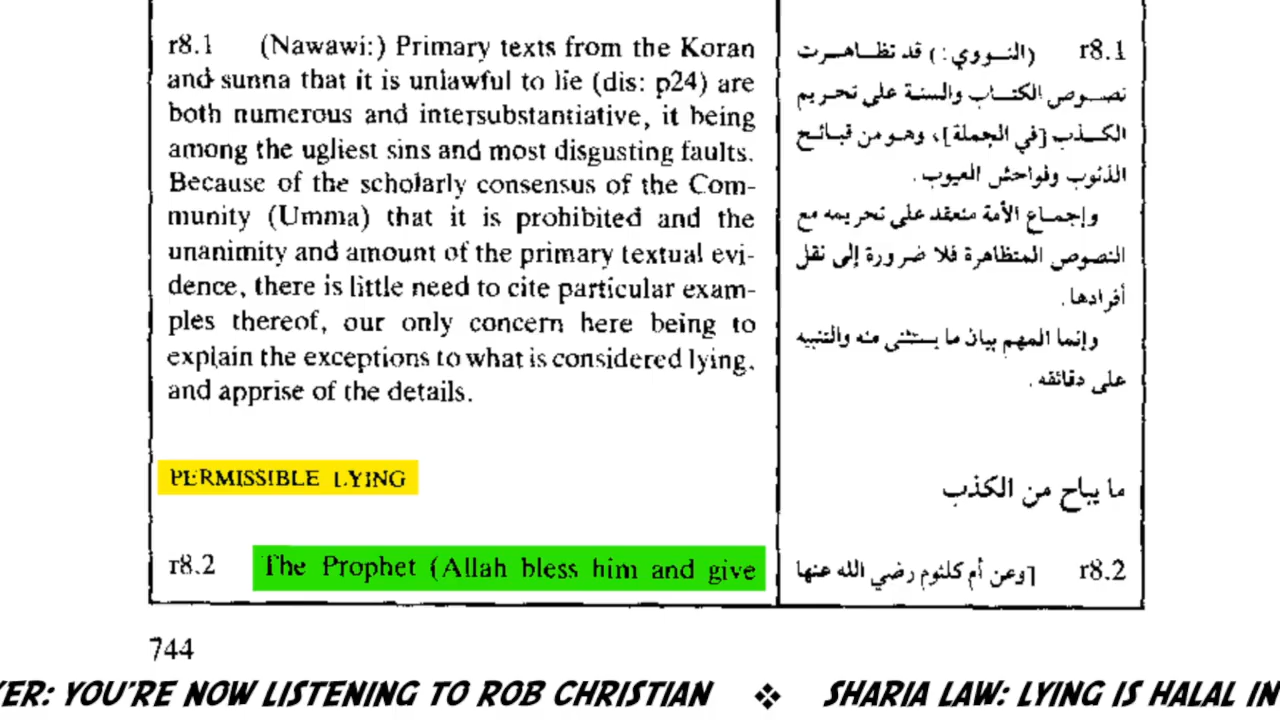 r8.1 (Nawawi:) Primary texts from the Koran
and sunna that it is unlawful to lie (dis: p24) are
both numerous and intersubstantiative, it being
among the ugliest sins and most disgusting faults.
Because of the scholarly consensus of the Com-
munity (Umma) that it is prohibited and the
unanimity and amount of the primary textual evi-
dence, there is little need to cite particular exam-
ples thereof, our only concern here being to
explain the exceptions to what is considered lying,
and apprise of the details.
PERMISSIBLE LYING
r8.2 The Prophet (Allah bless him and give
r8.1 (النووي:) قد تظاهرت
نصوص الكتاب والسنة على تحريم
الكذب [في الجملة]، وهو من قبائح
الذنوب وفواحش العيوب.
وإجماع الأمة منعقد على تحريمه مع
النصوص المتظاهرة فلا ضرورة إلى نقل
أفرادها.
وإنما المهم بيان ما يستثنى منه والتنبيه
على دقائقه.
ما يباح من الكذب
r8.2 [وعن أم كلثوم رضي الله عنها
744
KER: YOU'RE NOW LISTENING TO ROB CHRISTIAN ❖ SHARIA LAW: LYING IS HALAL IN